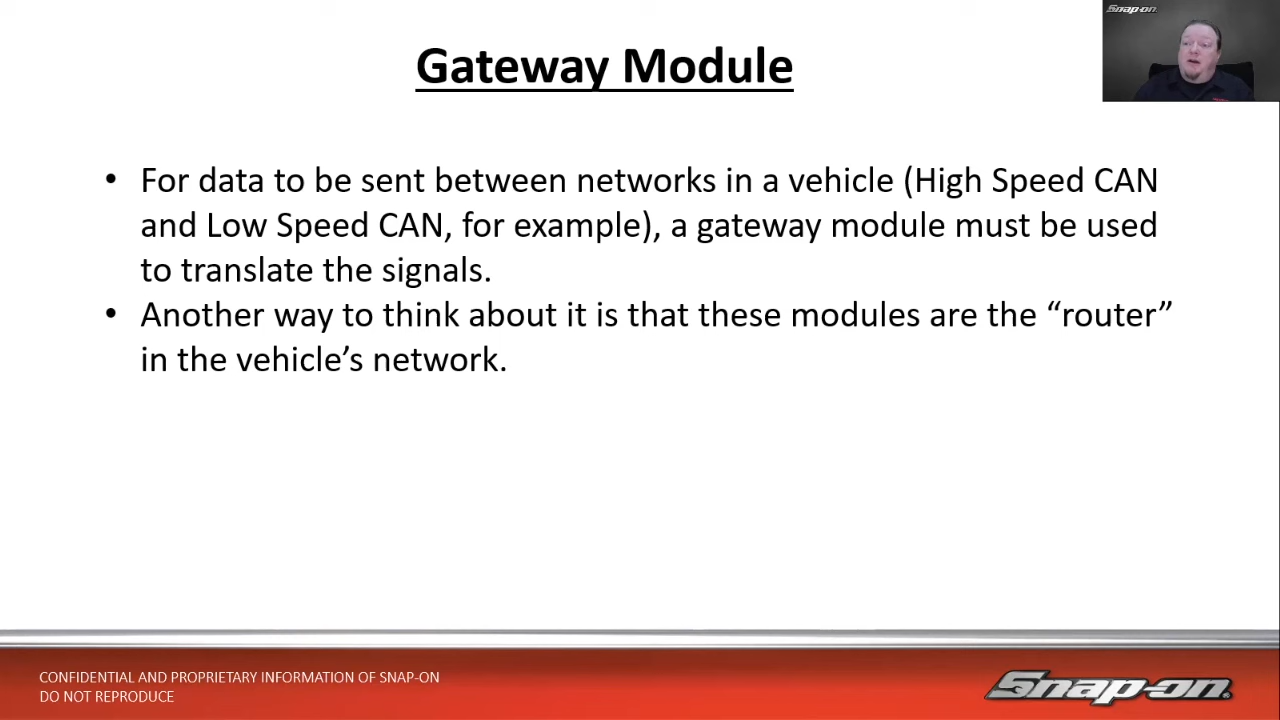 Snap-on
Gateway Module
• For data to be sent between networks in a vehicle (High Speed CAN
and Low Speed CAN, for example), a gateway module must be used
to translate the signals.
• Another way to think about it is that these modules are the “router”
in the vehicle’s network.
CONFIDENTIAL AND PROPRIETARY INFORMATION OF SNAP-ON
DO NOT REPRODUCE
Snap-on®